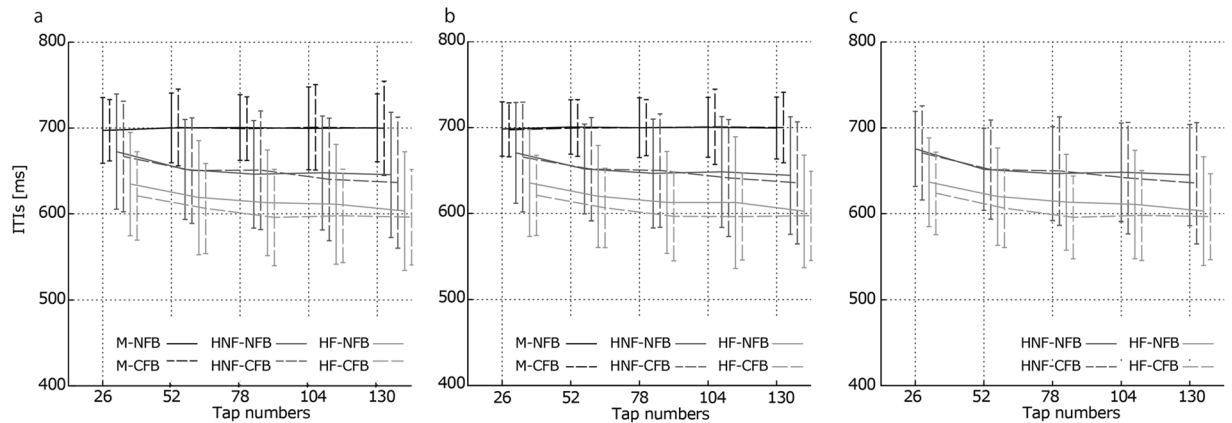 a
b
c
800
700
600
500
400
ITIs [ms]
M-NFB HNF-NFB HF-NFB
M-CFB HNF-CFB HF-CFB
26 52 78 104 130
Tap numbers
800
700
600
500
400
M-NFB HNF-NFB HF-NFB
M-CFB HNF-CFB HF-CFB
26 52 78 104 130
Tap numbers
800
700
600
500
400
HNF-NFB HF-NFB
HNF-CFB HF-CFB
26 52 78 104 130
Tap numbers